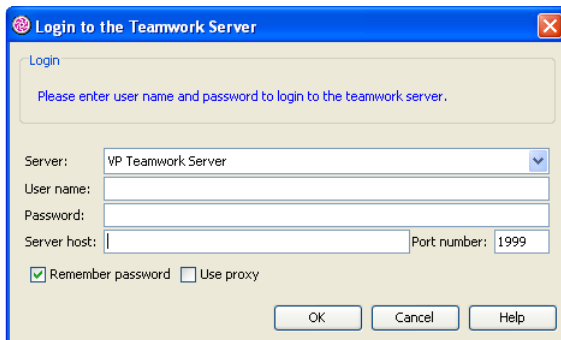 Login to the Teamwork Server
Login
Please enter user name and password to login to the teamwork server.
Server: VP Teamwork Server
User name:
Password:
Server host: Port number: 1999
Remember password Use proxy
OK Cancel Help